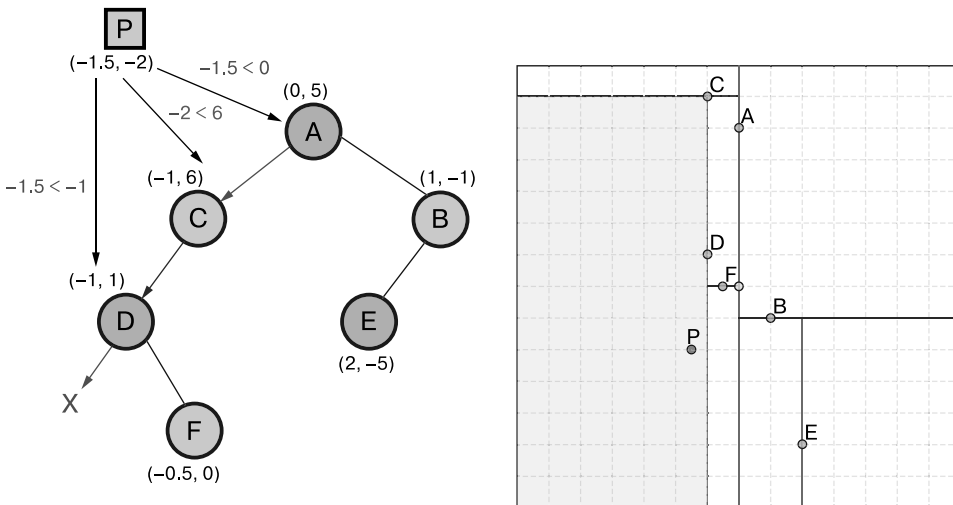 P
(−1.5, −2)
−1.5 < 0
(0, 5)
A
−2 < 6
−1.5 < −1
(−1, 6)
C
(1, −1)
B
(−1, 1)
D
E
(2, −5)
X
F
(−0.5, 0)
C
A
D
F
B
P
E